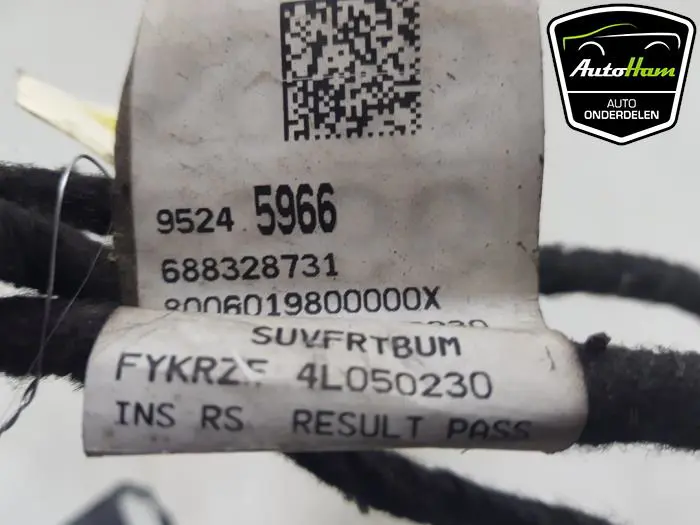 AutoHam
AUTO
ONDERDELEN
9524 5966
688328731
8006019800000X
SUVFRTBUM
4L050230
INS RS RESULT PASS